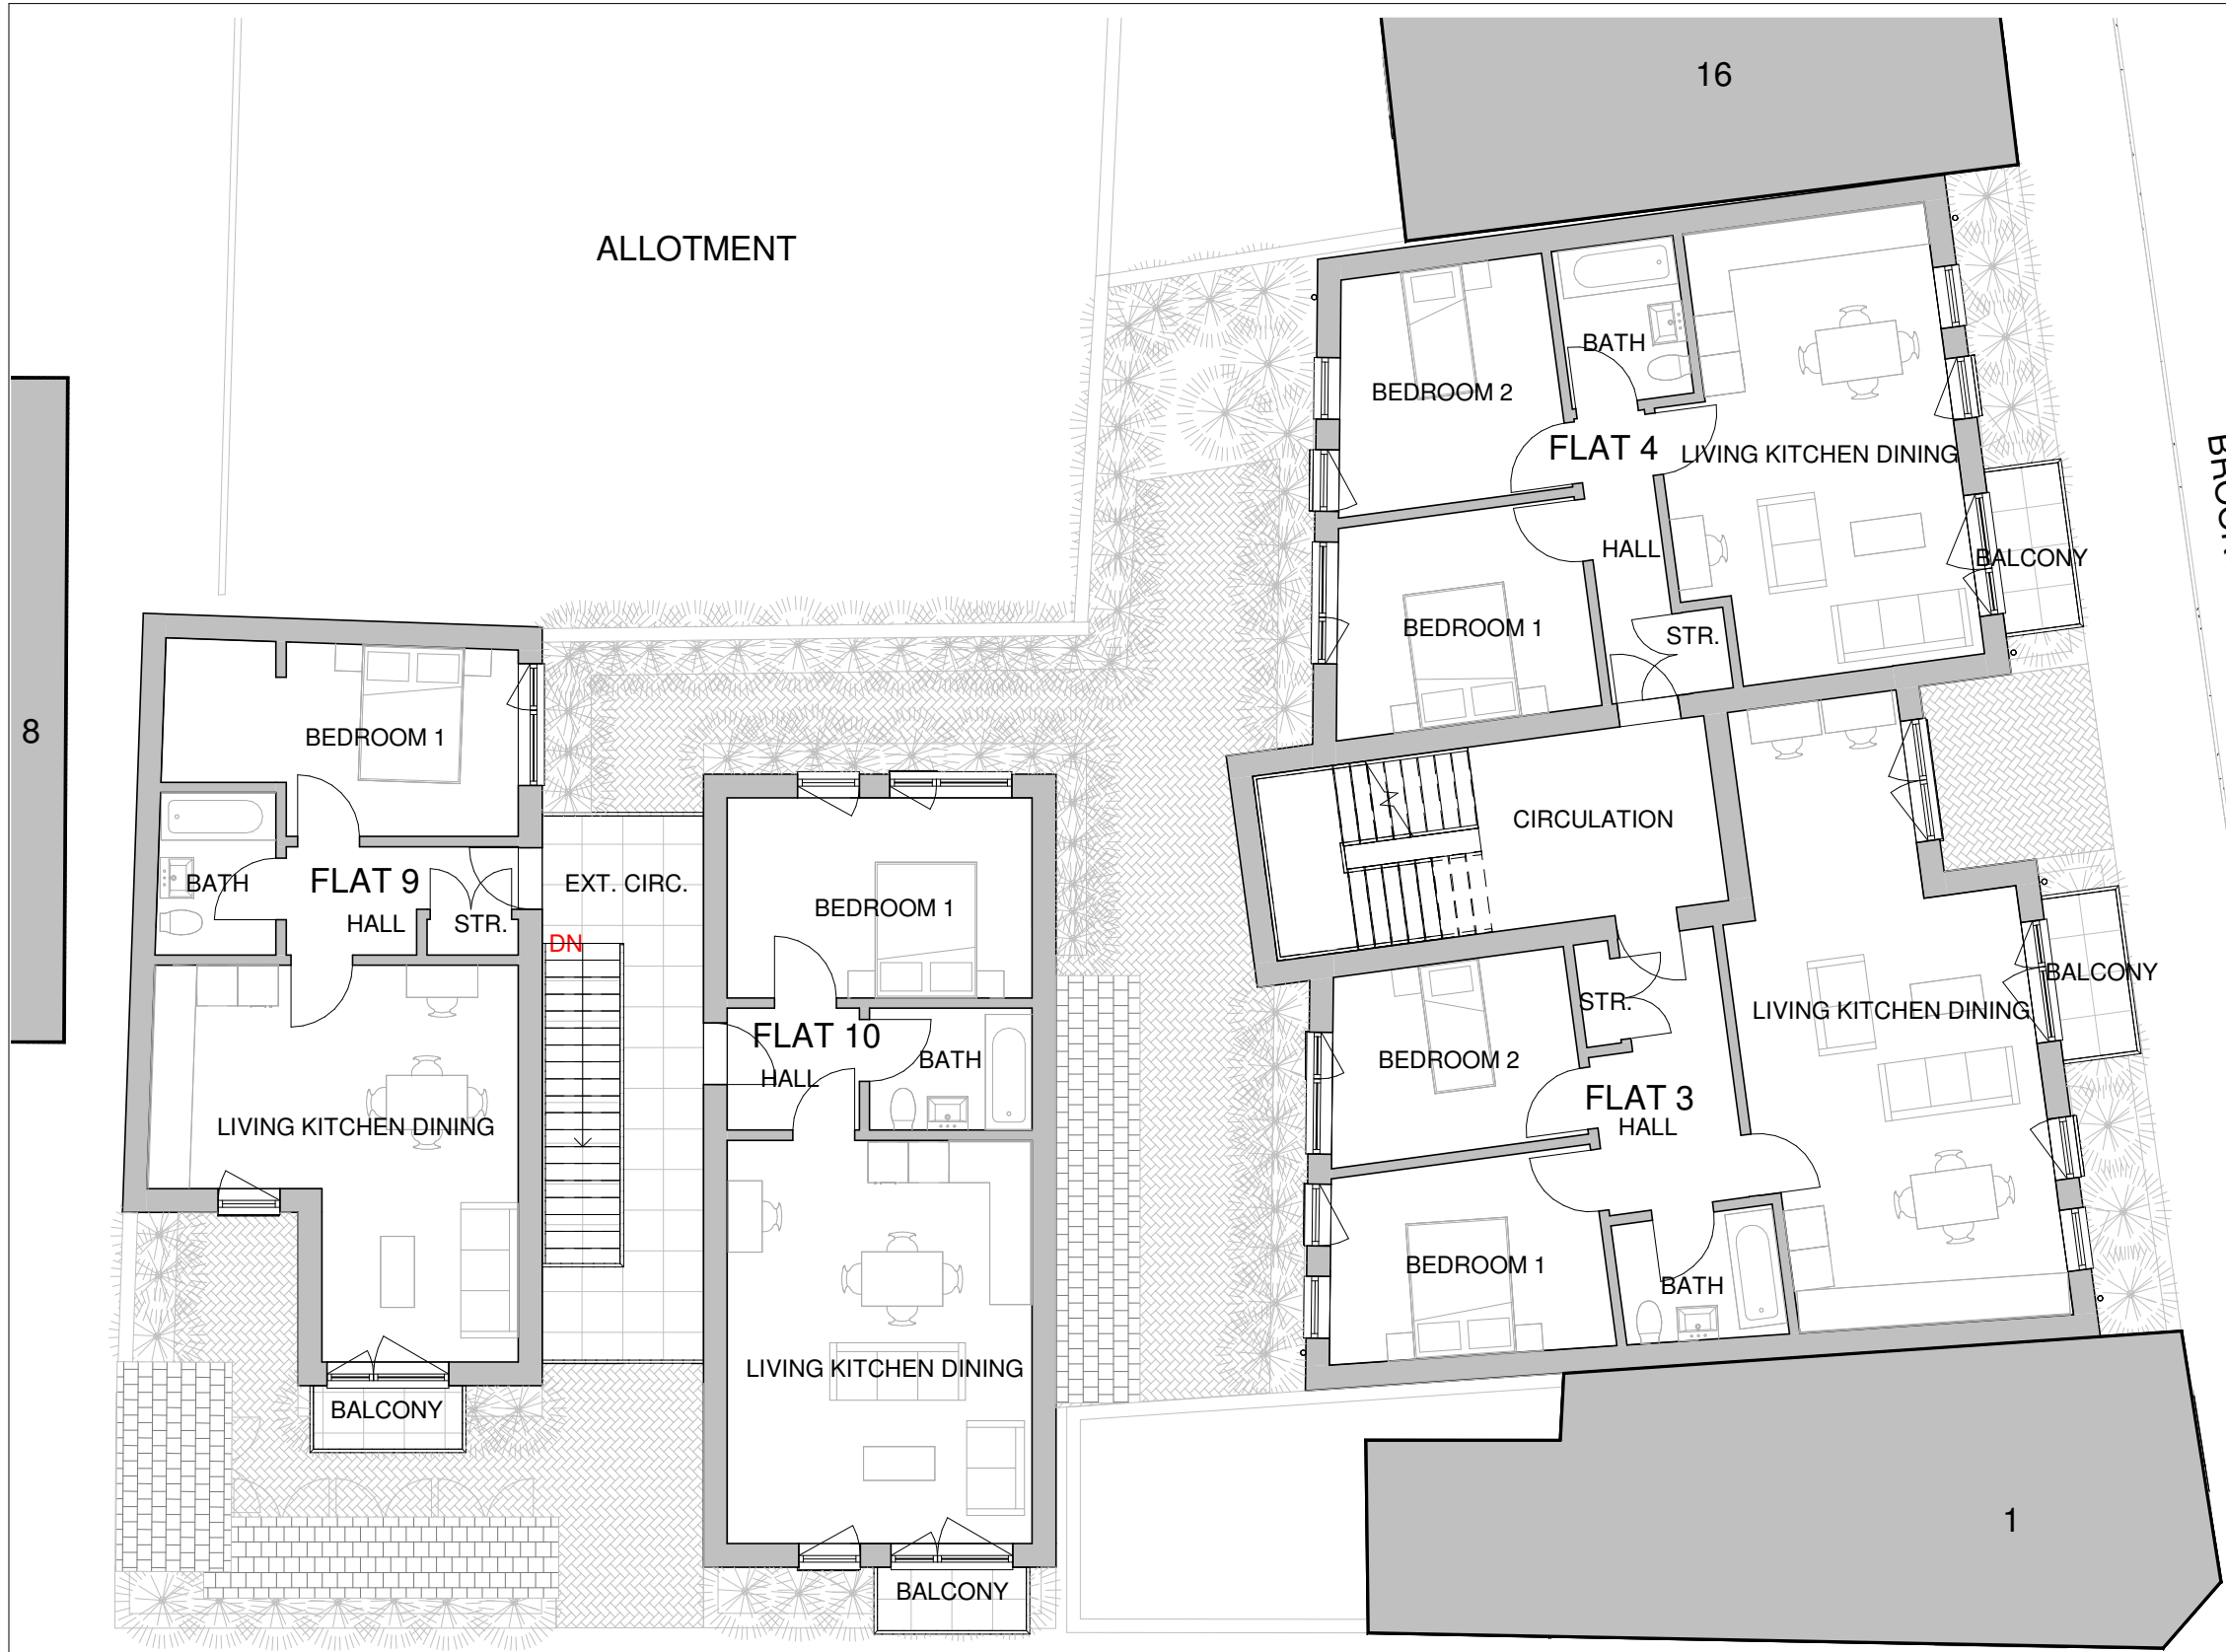 16
ALLOTMENT
BATH
BEDROOM 2
FLAT 4
LIVING KITCHEN DINING
HALL
BALCONY
BEDROOM 1
STR.
8
BEDROOM 1
CIRCULATION
BATH
FLAT 9
HALL
STR.
EXT. CIRC.
DN
BEDROOM 1
BALCONY
STR.
LIVING KITCHEN DINING
FLAT 10
HALL
BATH
BEDROOM 2
FLAT 3
HALL
LIVING KITCHEN DINING
BEDROOM 1
BATH
LIVING KITCHEN DINING
BALCONY
1
BALCONY